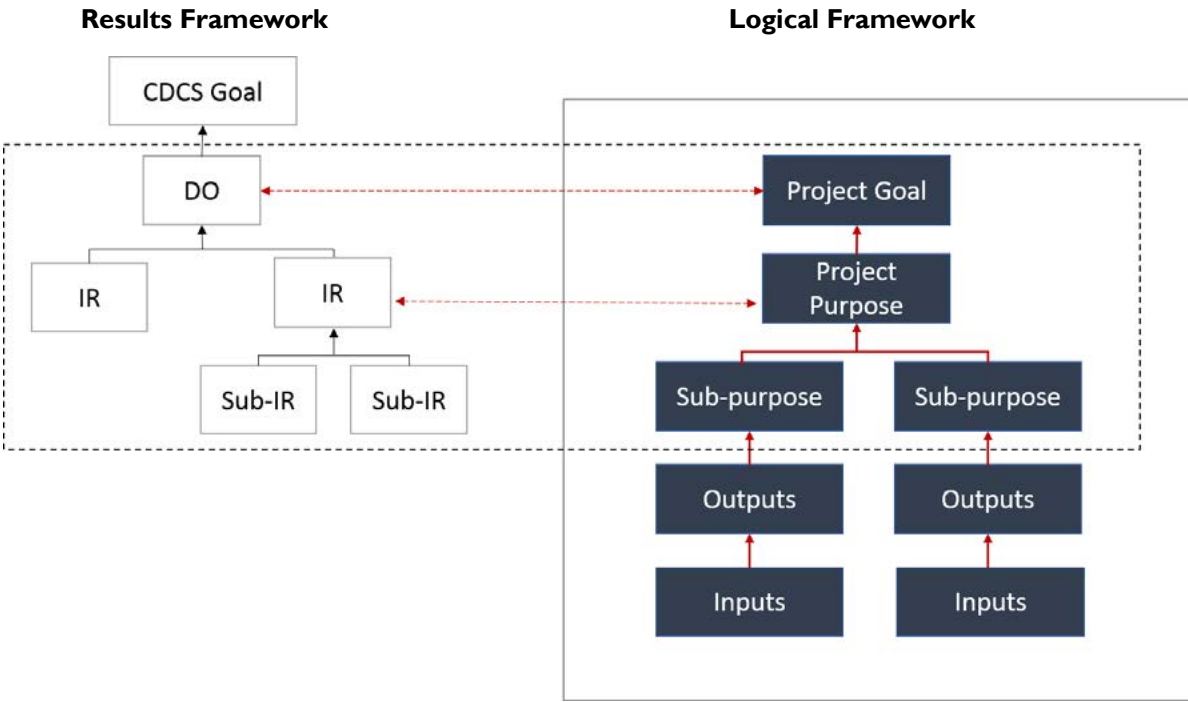 Results Framework
Logical Framework
CDCS Goal
DO
Project Goal
IR
IR
Project
Purpose
Sub-IR
Sub-IR
Sub-purpose
Sub-purpose
Outputs
Outputs
Inputs
Inputs